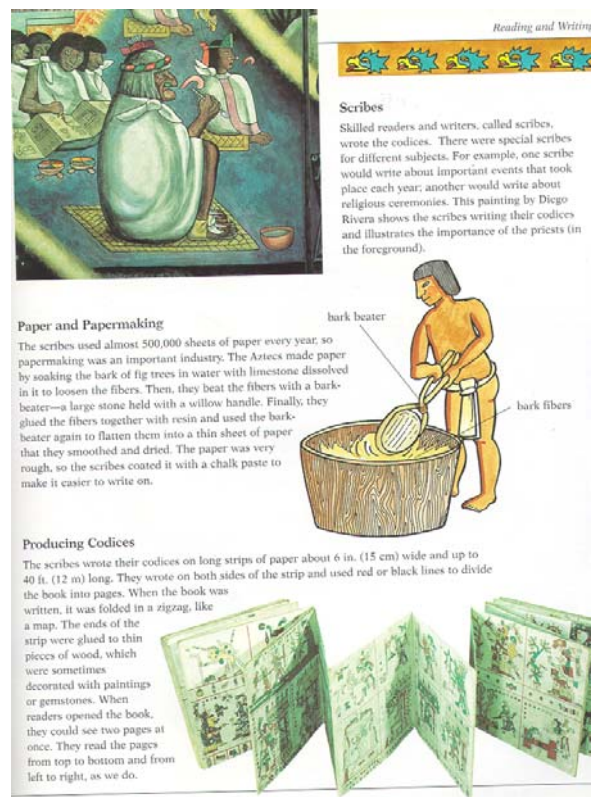 Reading and Writing
Scribes
Skilled readers and writers, called scribes,
wrote the codices. There were special scribes
for different subjects. For example, one scribe
would write about important events that took
place each year; another would write about
religious ceremonies. This painting by Diego
Rivera shows the scribes writing their codices
and illustrates the importance of the priests (in
the foreground).
Paper and Papermaking
The scribes used almost 500,000 sheets of paper every year, so
papermaking was an important industry. The Aztecs made paper
by soaking the bark of fig trees in water with limestone dissolved
in it to loosen the fibers. Then, they beat the fibers with a bark-
beater—a large stone held with a willow handle. Finally, they
glued the fibers together with resin and used the bark-
beater again to flatten them into a thin sheet of paper
that they smoothed and dried. The paper was very
rough, so the scribes coated it with a chalk paste to
make it easier to write on.
bark beater
bark fibers
Producing Codices
The scribes wrote their codices on long strips of paper about 6 in. (15 cm) wide and up to
40 ft. (12 m) long. They wrote on both sides of the strip and used red or black lines to divide
the book into pages. When the book was
written, it was folded in a zigzag, like
a map. The ends of the
strip were glued to thin
pieces of wood, which
were sometimes
decorated with paintings
or gemstones. When
readers opened the book,
they could see two pages at
once. They read the pages
from top to bottom and from
left to right, as we do.